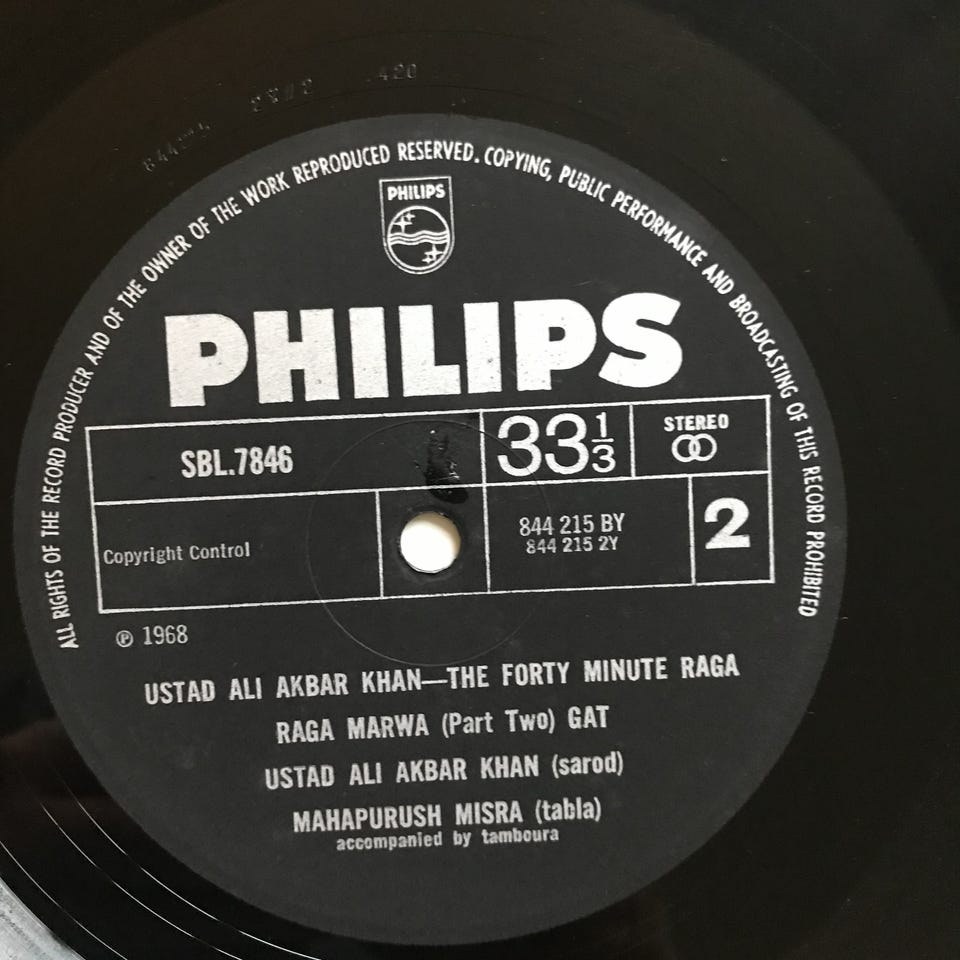 420
ALL RIGHTS OF THE RECORD PRODUCER AND OF THE OWNER OF THE WORK REPRODUCED RESERVED. COPYING, PUBLIC PERFORMANCE AND BROADCASTING OF THIS RECORD PROHIBITED
PHILIPS
PHILIPS
SBL.7846
33 1/3
STEREO
Copyright Control
844 215 BY
844 215 2Y
2
℗ 1968
USTAD ALI AKBAR KHAN—THE FORTY MINUTE RAGA
RAGA MARWA (Part Two) GAT
USTAD ALI AKBAR KHAN (sarod)
MAHAPURUSH MISRA (tabla)
accompanied by tamboura